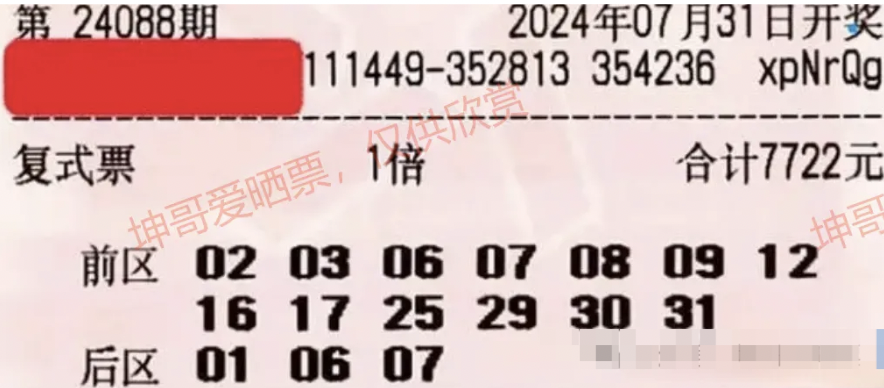 第 24088期 2024年07月31日开奖
111449-352813 354236 xpNrQg
复式票 1倍 合计7722元
坤哥爱晒票，仅供欣赏
坤哥
前区 02 03 06 07 08 09 12
16 17 25 29 30 31
后区 01 06 07